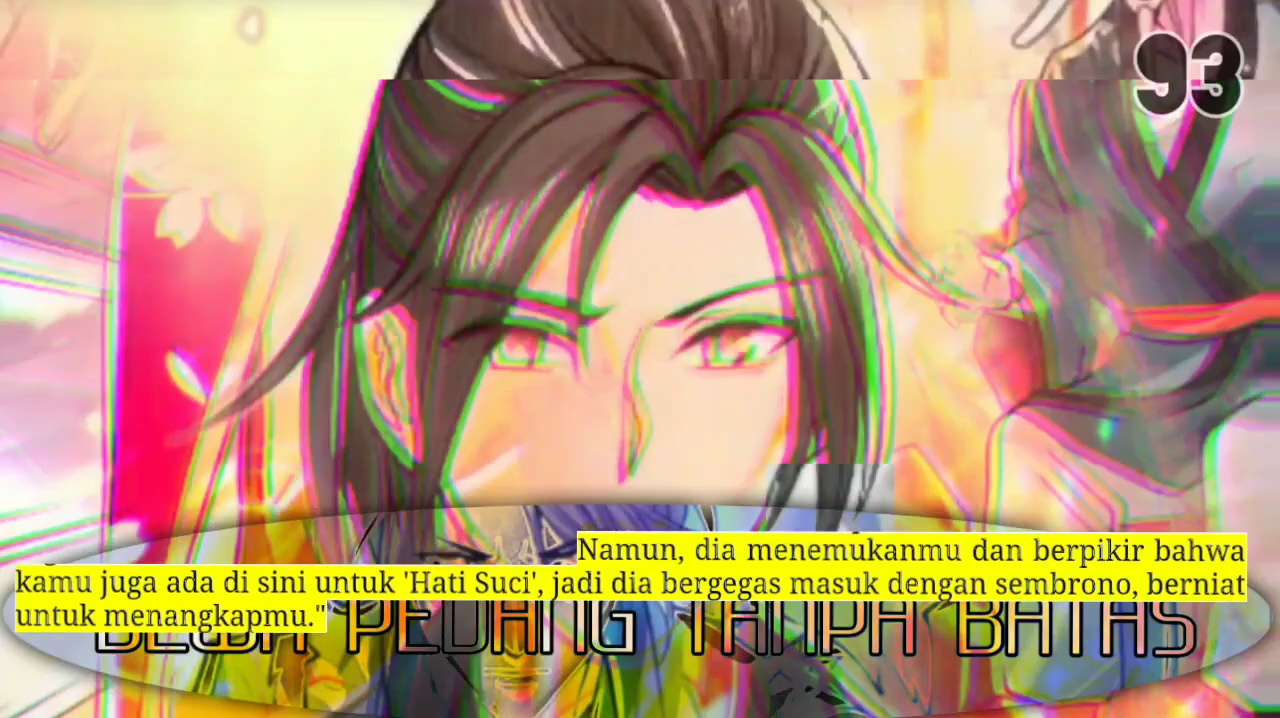 93
Namun, dia menemukanmu dan berpikir bahwa
kamu juga ada di sini untuk 'Hati Suci', jadi dia bergegas masuk dengan sembrono, berniat
untuk menangkapmu."
DEWA PEDANG TANPA BATAS